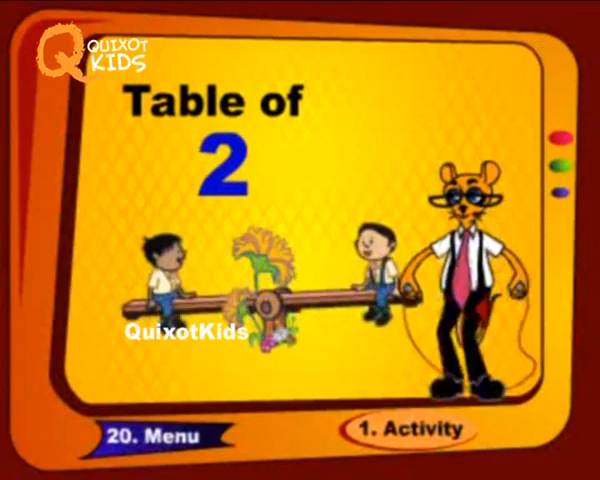 QUIXOT
KIDS
Table of
2
QuixotKids
20. Menu
1. Activity